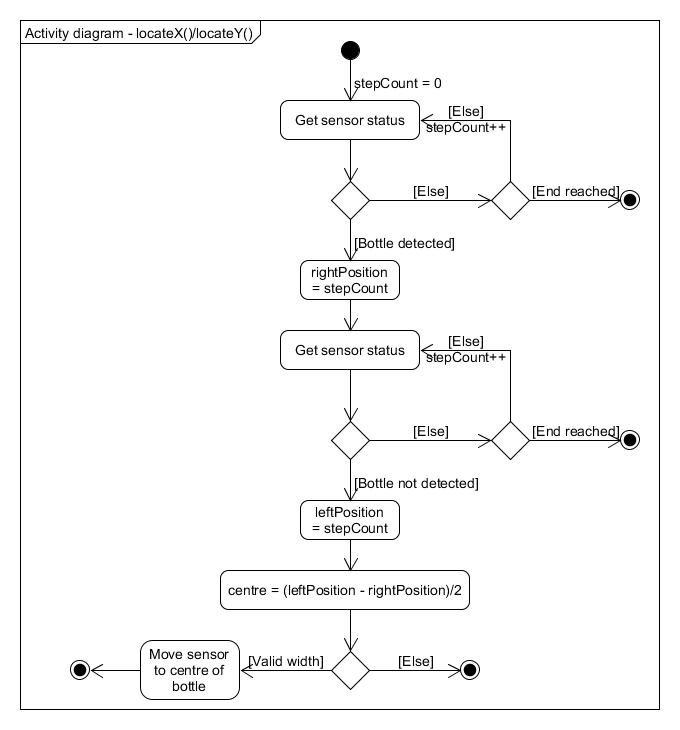 Activity diagram - locateX()/locateY()
stepCount = 0
Get sensor status
[Else]
stepCount++
[Else]
[End reached]
[Bottle detected]
rightPosition
= stepCount
Get sensor status
[Else]
stepCount++
[Else]
[End reached]
[Bottle not detected]
leftPosition
= stepCount
centre = (leftPosition - rightPosition)/2
Move sensor
to centre of
bottle
[Valid width]
[Else]